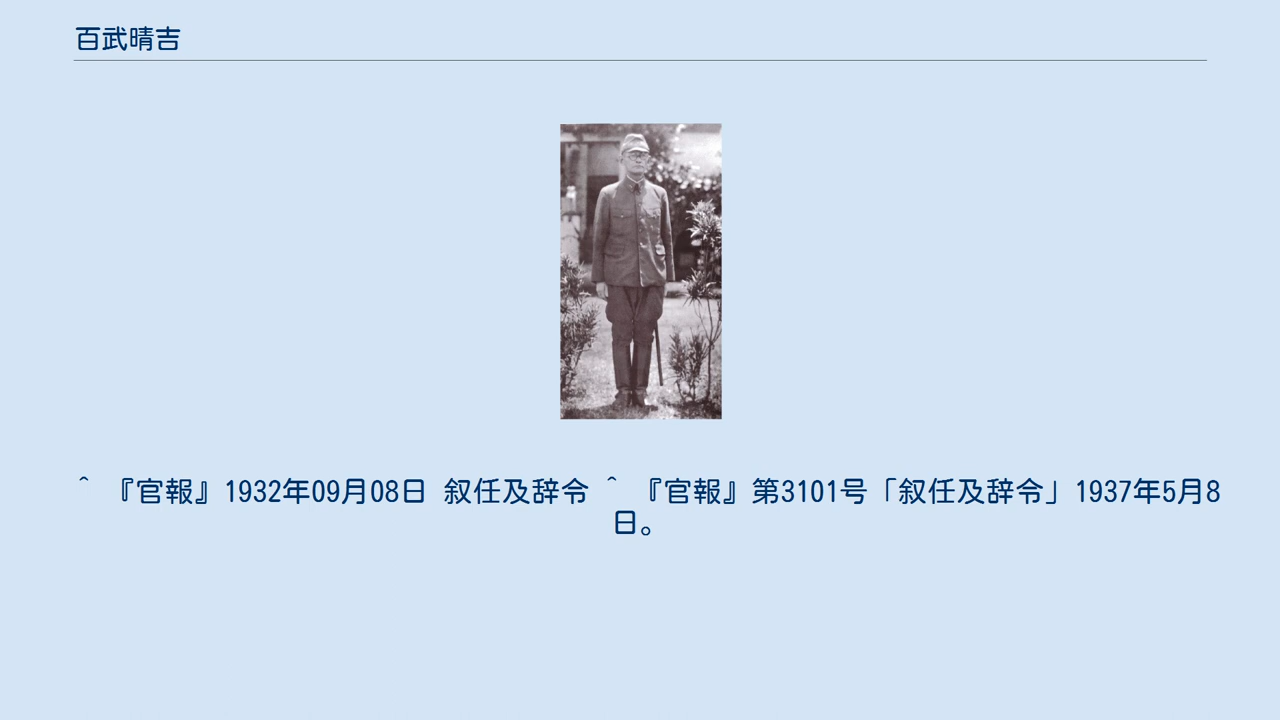 百武晴吉
^ 『官報』1932年09月08日 叙任及辞令 ^ 『官報』第3101号「叙任及辞令」1937年5月8
日。